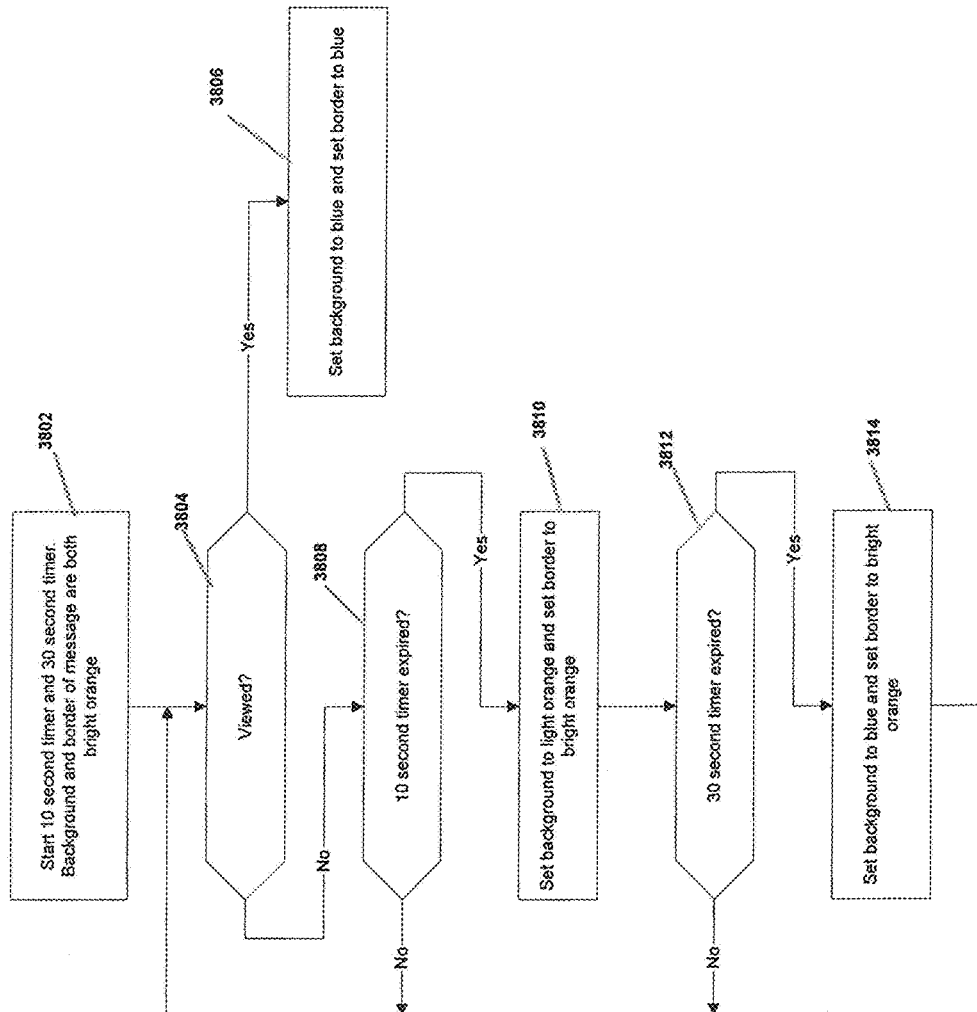 3802
Start 10 second timer and 30 second timer.
Background and border of message are both
bright orange
3804
Viewed?
Yes
3806
Set background to blue and set border to blue
No
3808
10 second timer expired?
No
Yes
3810
Set background to light orange and set border to
bright orange
3812
30 second timer expired?
No
Yes
3814
Set background to blue and set border to bright
orange